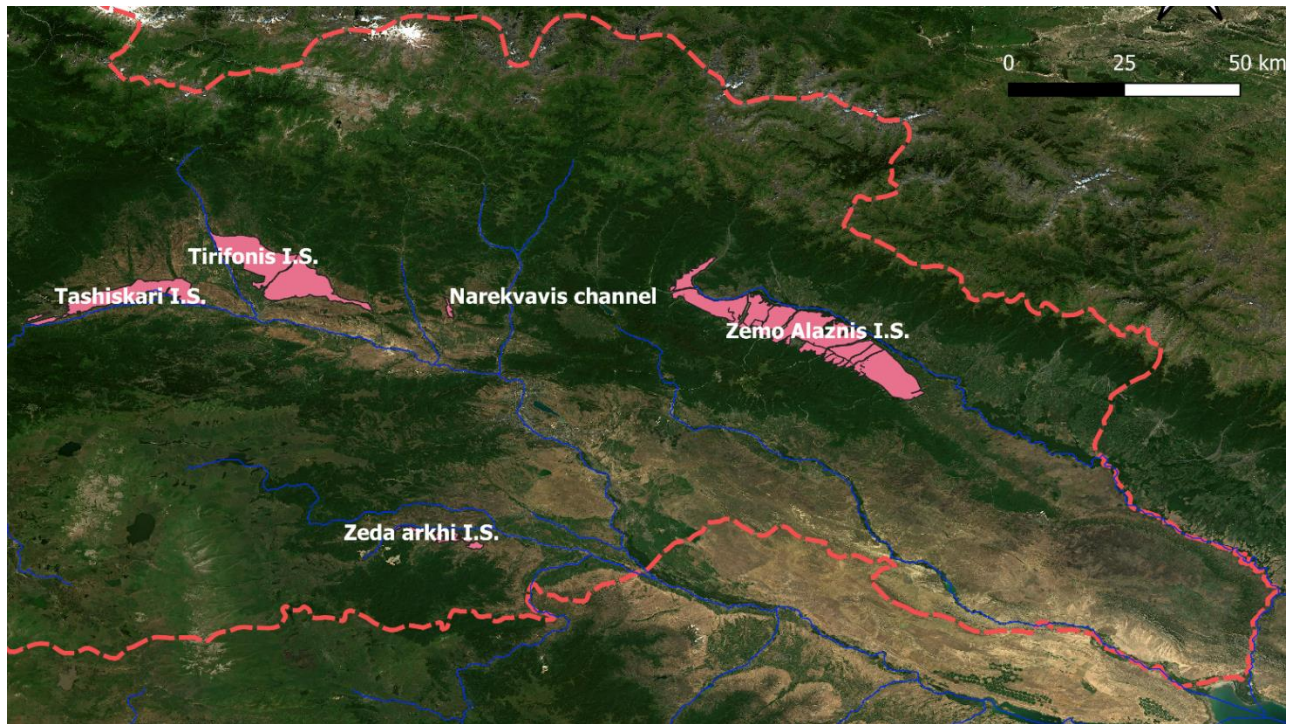 0 25 50 km
Tirifonis I.S.
Tashiskari I.S.
Narekvavis channel
Zemo Alaznis I.S.
Zeda arkhi I.S.